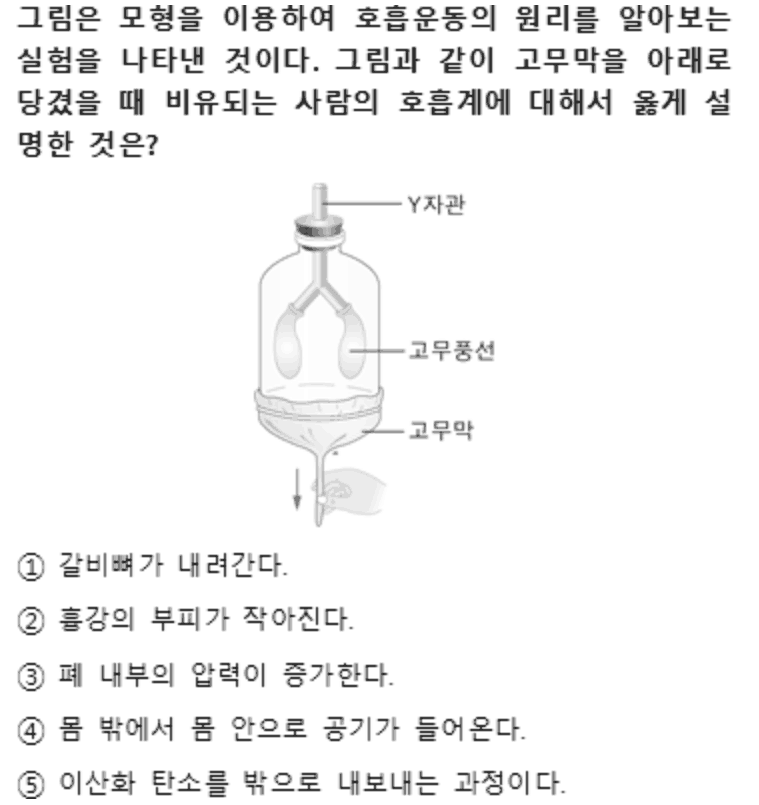 그림은 모형을 이용하여 호흡운동의 원리를 알아보는
실험을 나타낸 것이다. 그림과 같이 고무막을 아래로
당겼을 때 비유되는 사람의 호흡계에 대해서 옳게 설
명한 것은?
Y자관
고무풍선
고무막
① 갈비뼈가 내려간다.
② 흉강의 부피가 작아진다.
③ 폐 내부의 압력이 증가한다.
④ 몸 밖에서 몸 안으로 공기가 들어온다.
⑤ 이산화 탄소를 밖으로 내보내는 과정이다.